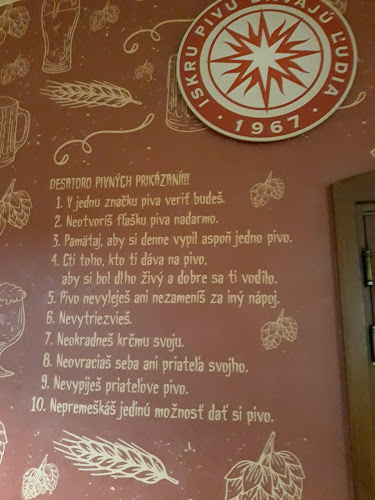 ISKRU PIVU DÁVAJÚ ĽUDIA
• 1967 •
DESATORO PIVNÝCH PRIKÁZANÍ!!!
1. V jednu značku piva veriť budeš.
2. Neotvoríš fľašku piva nadarmo.
3. Pamätaj, aby si denne vypil aspoň jedno pivo.
4. Cti toho, kto ti dáva na pivo,
aby si bol dlho živý a dobre sa ti vodilo.
5. Pivo nevyleješ ani nezameníš za iný nápoj.
6. Nevytriezvieš.
7. Neokradneš krčmu svoju.
8. Neovraciaš seba ani priateľa svojho.
9. Nevypiješ priateľove pivo.
10. Nepremeškáš jedinú možnosť dať si pivo.